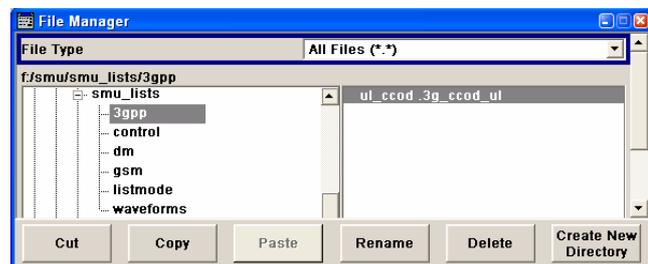 File Manager
File Type All Files (*.*)
f:/smu/smu_lists/3gpp
smu_lists
3gpp
control
dm
gsm
listmode
waveforms
ul_ccod .3g_ccod_ul
Cut Copy Paste Rename Delete Create New
Directory